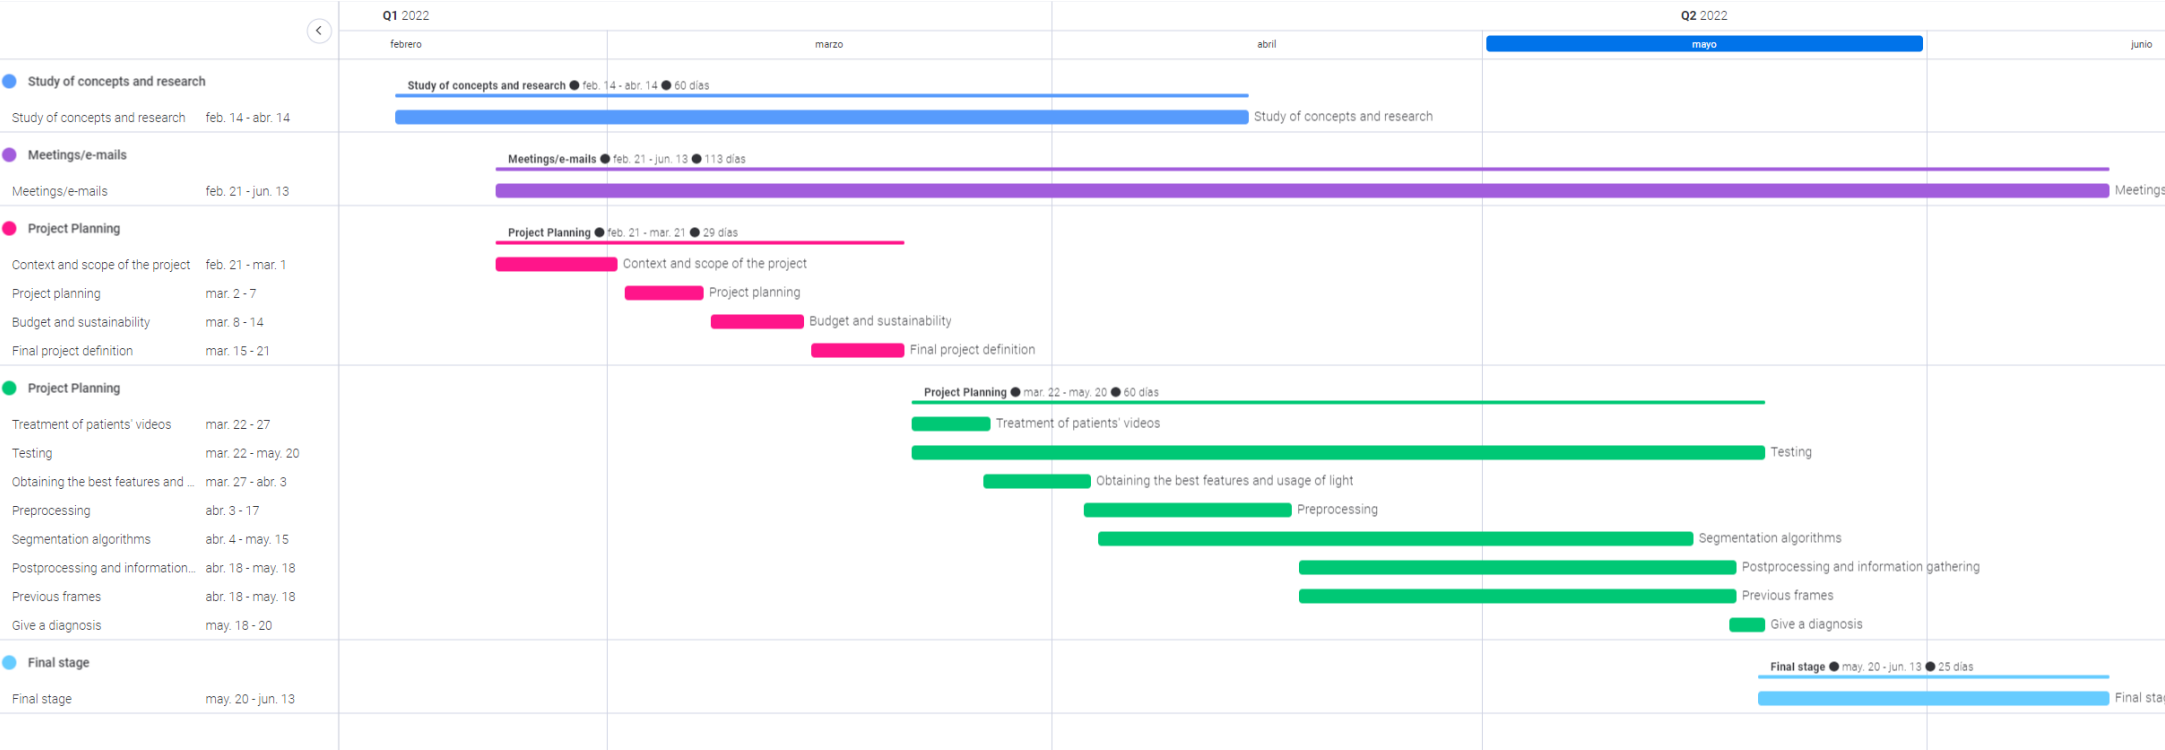 Q1 2022
Q2 2022
febrero
marzo
abril
mayo
junio
Study of concepts and research
Study of concepts and research ● feb. 14 - abr. 14 ● 60 días
Study of concepts and research feb. 14 - abr. 14
Study of concepts and research
Meetings/e-mails
Meetings/e-mails ● feb. 21 - jun. 13 ● 113 días
Meetings/e-mails feb. 21 - jun. 13
Meetings
Project Planning
Project Planning ● feb. 21 - mar. 21 ● 29 días
Context and scope of the project feb. 21 - mar. 1
Context and scope of the project
Project planning mar. 2 - 7
Project planning
Budget and sustainability mar. 8 - 14
Budget and sustainability
Final project definition mar. 15 - 21
Final project definition
Project Planning
Project Planning ● mar. 22 - may. 20 ● 60 días
Treatment of patients' videos mar. 22 - 27
Treatment of patients' videos
Testing mar. 22 - may. 20
Testing
Obtaining the best features and ... mar. 27 - abr. 3
Obtaining the best features and usage of light
Preprocessing abr. 3 - 17
Preprocessing
Segmentation algorithms abr. 4 - may. 15
Segmentation algorithms
Postprocessing and information... abr. 18 - may. 18
Postprocessing and information gathering
Previous frames abr. 18 - may. 18
Previous frames
Give a diagnosis may. 18 - 20
Give a diagnosis
Final stage
Final stage ● may. 20 - jun. 13 ● 25 días
Final stage may. 20 - jun. 13
Final sta